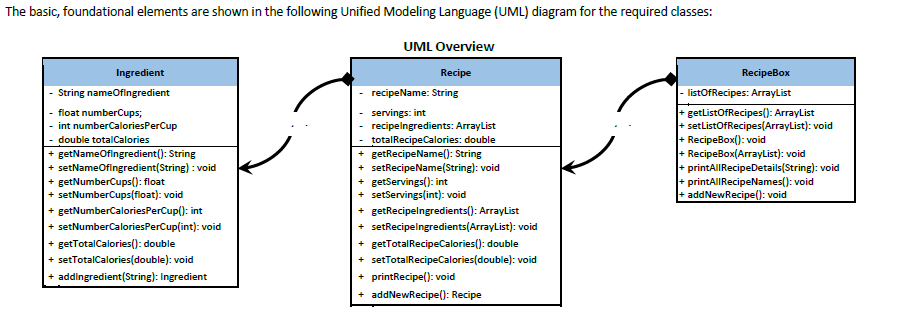 The basic, foundational elements are shown in the following Unified Modeling Language (UML) diagram for the required classes:
UML Overview
Ingredient
- String nameOfIngredient
- float numberCups;
- int numberCaloriesPerCup
- double totalCalories
+ getNameOfIngredient(): String
+ setNameOfIngredient(String) : void
+ getNumberCups(): float
+ setNumberCups(float): void
+ getNumberCaloriesPerCup(): int
+ setNumberCaloriesPerCup(int): void
+ getTotalCalories(): double
+ setTotalCalories(double): void
+ addIngredient(String): Ingredient
Recipe
- recipeName: String
- servings: int
- recipeIngredients: ArrayList
- totalRecipeCalories: double
+ getRecipeName(): String
+ setRecipeName(String): void
+ getServings(): int
+ setServings(int): void
+ getRecipeIngredients(): ArrayList
+ setRecipeIngredients(ArrayList): void
+ getTotalRecipeCalories(): double
+ setTotalRecipeCalories(double): void
+ printRecipe(): void
+ addNewRecipe(): Recipe
RecipeBox
- listOfRecipes: ArrayList
+ getListOfRecipes(): ArrayList
+ setListOfRecipes(ArrayList): void
+ RecipeBox(): void
+ RecipeBox(ArrayList): void
+ printAllRecipeDetails(String): void
+ printAllRecipeNames(): void
+ addNewRecipe(): void